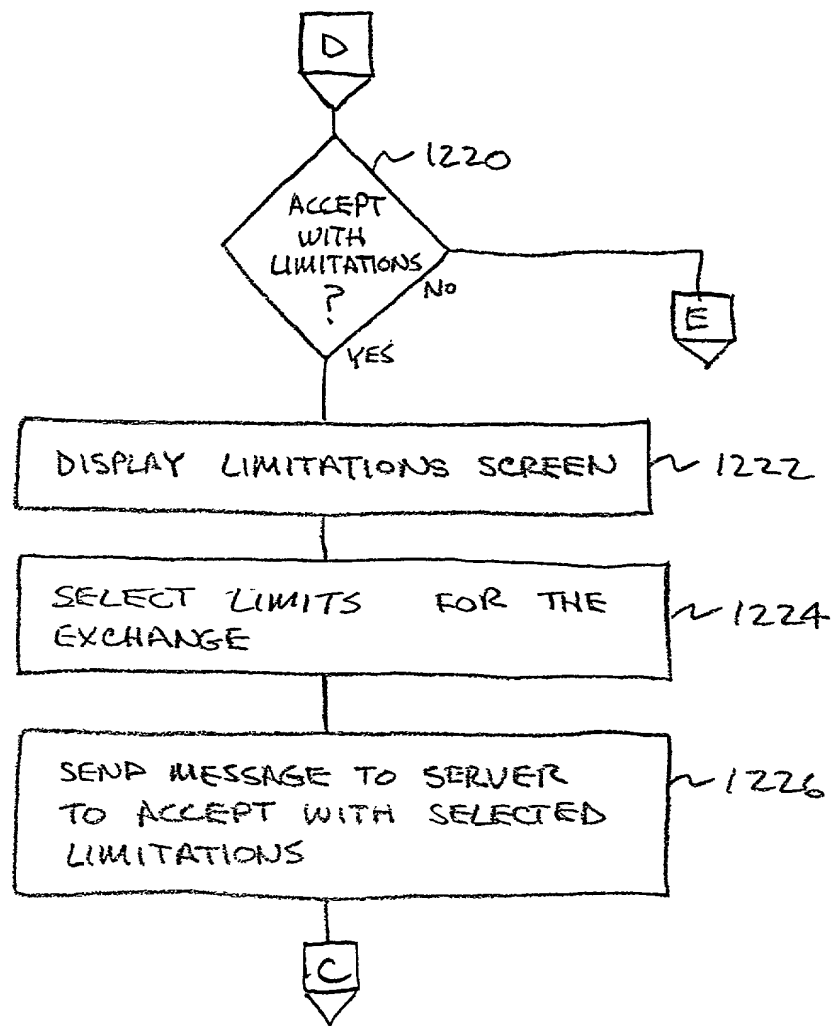 D
1220
ACCEPT
WITH
LIMITATIONS
?
NO
E
YES
DISPLAY LIMITATIONS SCREEN
1222
SELECT LIMITS FOR THE
EXCHANGE
1224
SEND MESSAGE TO SERVER
TO ACCEPT WITH SELECTED
LIMITATIONS
1226
C